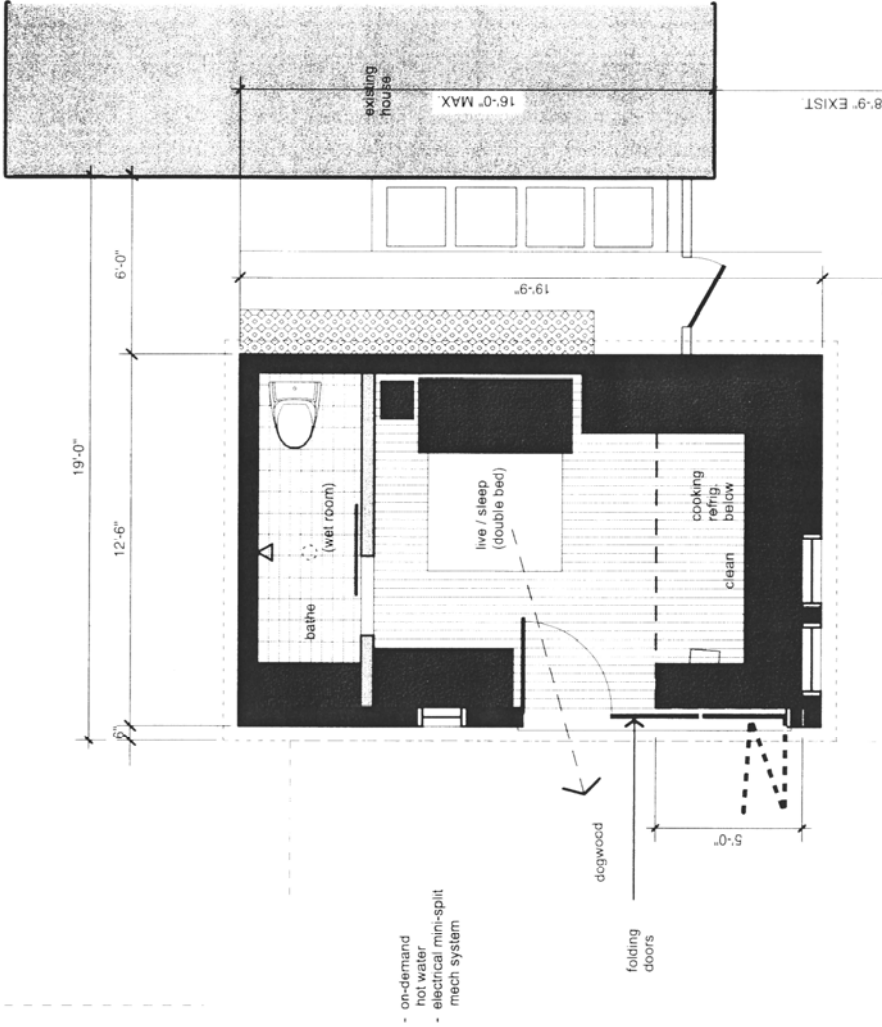 existing
house
16'-0" MAX.
8'-9" EXIST.
6'-0"
19'-9"
19'-0"
12'-6"
6"
(wet room)
bathe
live / sleep
(double bed)
cooking
refrig.
below
clean
dogwood
5'-0"
folding
doors
- on-demand
hot water
- electrical mini-split
mech system